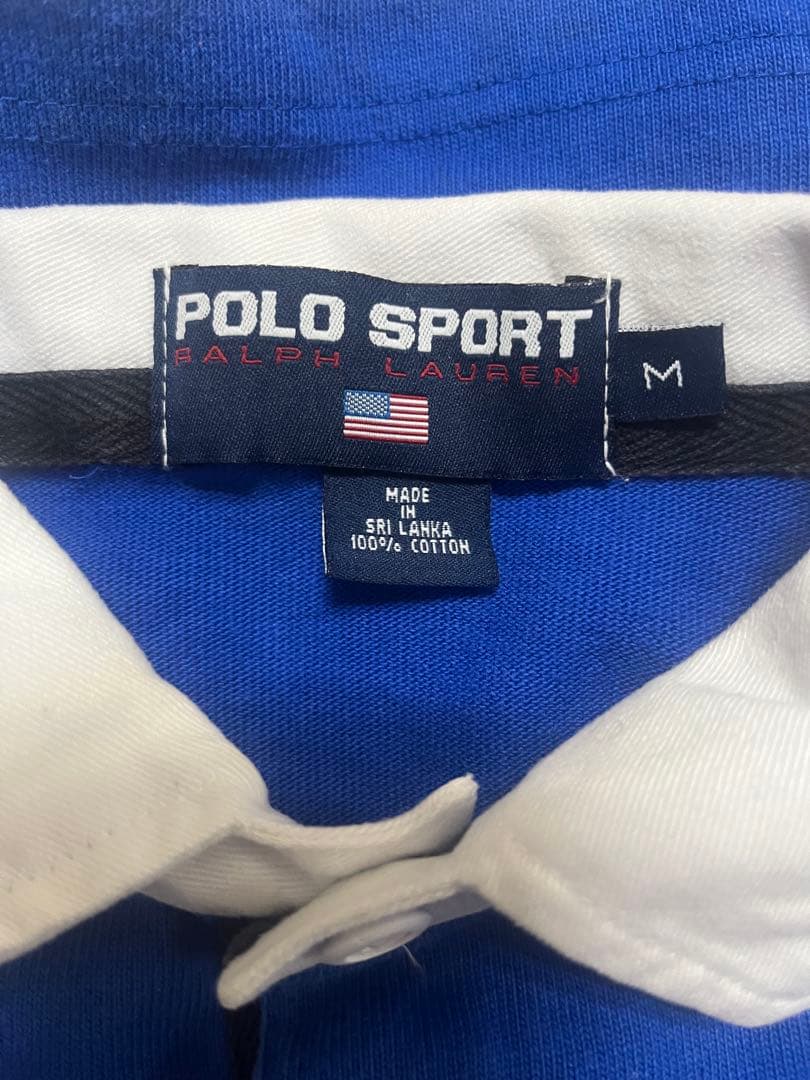 POLO SPORT
RALPH LAUREN
M
MADE
IN
SRI LANKA
100% COTTON